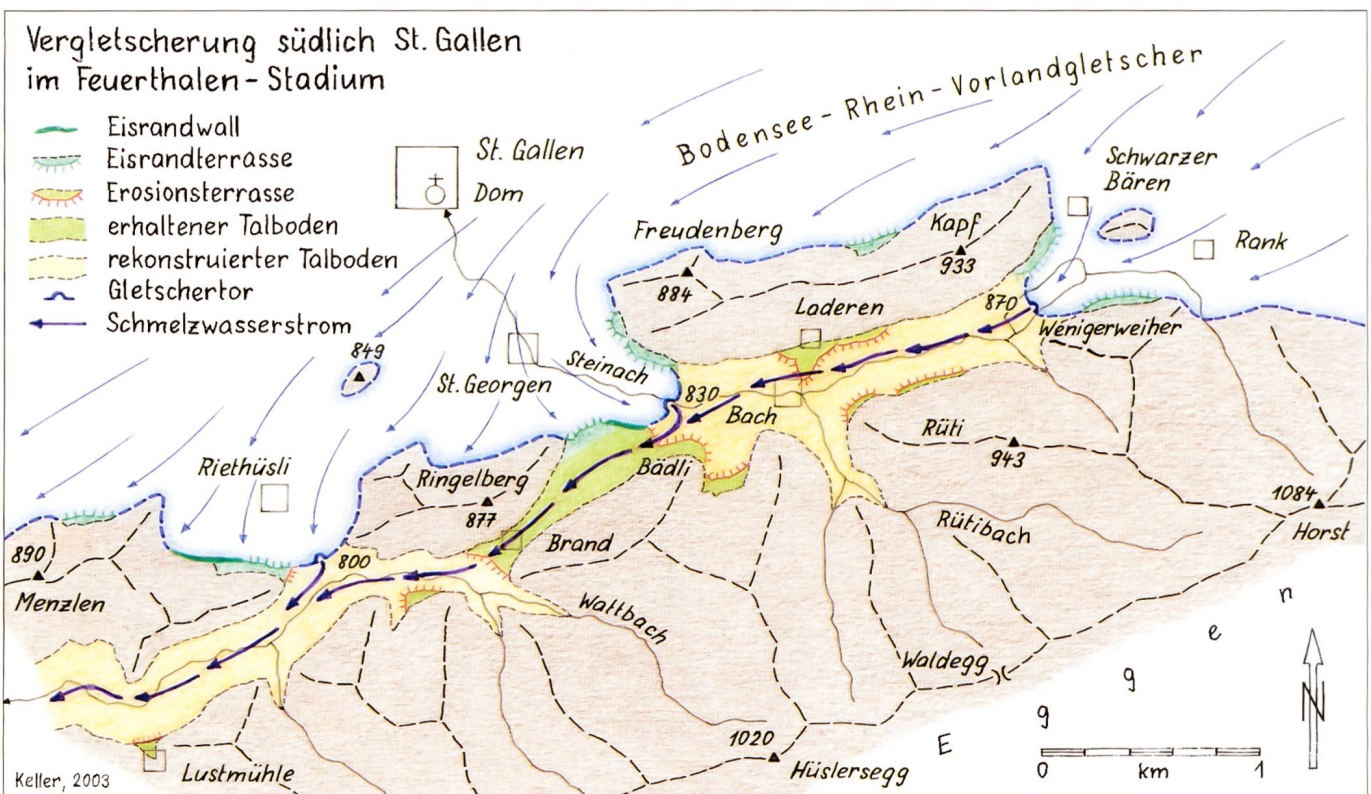 Vergletscherung südlich St. Gallen
im Feuerthalen-Stadium
Eisrandwall
Eisrandterrasse
Erosionsterrasse
erhaltener Talboden
rekonstruierter Talboden
Gletschertor
Schmelzwasserstrom
Bodensee-Rhein-Vorlandgletscher
St. Gallen
Dom
Schwarzer
Bären
Rank
Freudenberg
884
Kapf
933
Laderen
870
Wenigerweiher
849
St. Georgen
Steinach
830
Bach
Rüti
943
Riethüsli
Ringelberg
877
Bädli
Brand
800
890
Menzlen
Wattbach
Rütibach
1084
Horst
Waldegg
Eggen
1020
Hüslersegg
Lustmühle
N
0 km 1
Keller, 2003